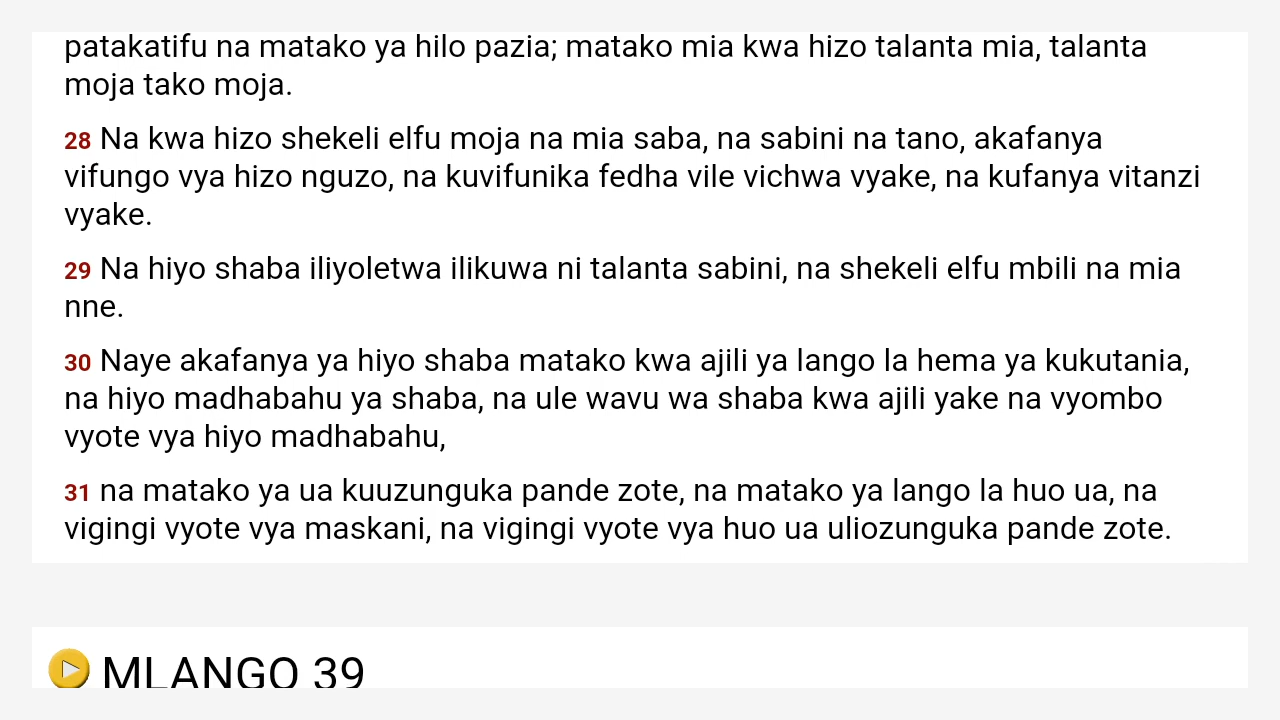 patakatifu na matako ya hilo pazia; matako mia kwa hizo talanta mia, talanta
moja tako moja.
28 Na kwa hizo shekeli elfu moja na mia saba, na sabini na tano, akafanya
vifungo vya hizo nguzo, na kuvifunika fedha vile vichwa vyake, na kufanya vitanzi
vyake.
29 Na hiyo shaba iliyoletwa ilikuwa ni talanta sabini, na shekeli elfu mbili na mia
nne.
30 Naye akafanya ya hiyo shaba matako kwa ajili ya lango la hema ya kukutania,
na hiyo madhabahu ya shaba, na ule wavu wa shaba kwa ajili yake na vyombo
vyote vya hiyo madhabahu,
31 na matako ya ua kuuzunguka pande zote, na matako ya lango la huo ua, na
vigingi vyote vya maskani, na vigingi vyote vya huo ua uliozunguka pande zote.
MLANGO 39